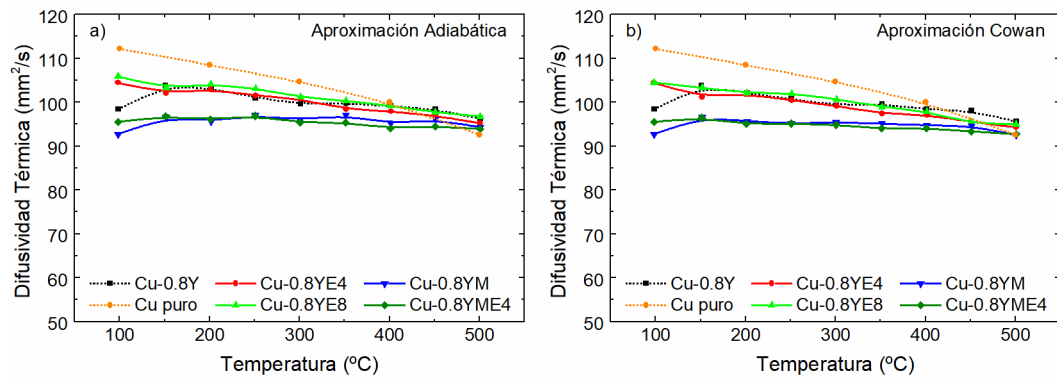 a) Aproximación Adiabática
Difusividad Térmica (mm²/s)
120
110
100
90
80
70
60
50
Cu-0.8Y Cu-0.8YE4 Cu-0.8YM
Cu puro Cu-0.8YE8 Cu-0.8YME4
100 200 300 400 500
Temperatura (ºC)
b) Aproximación Cowan
Difusividad Térmica (mm²/s)
120
110
100
90
80
70
60
50
Cu-0.8Y Cu-0.8YE4 Cu-0.8YM
Cu puro Cu-0.8YE8 Cu-0.8YME4
100 200 300 400 500
Temperatura (ºC)